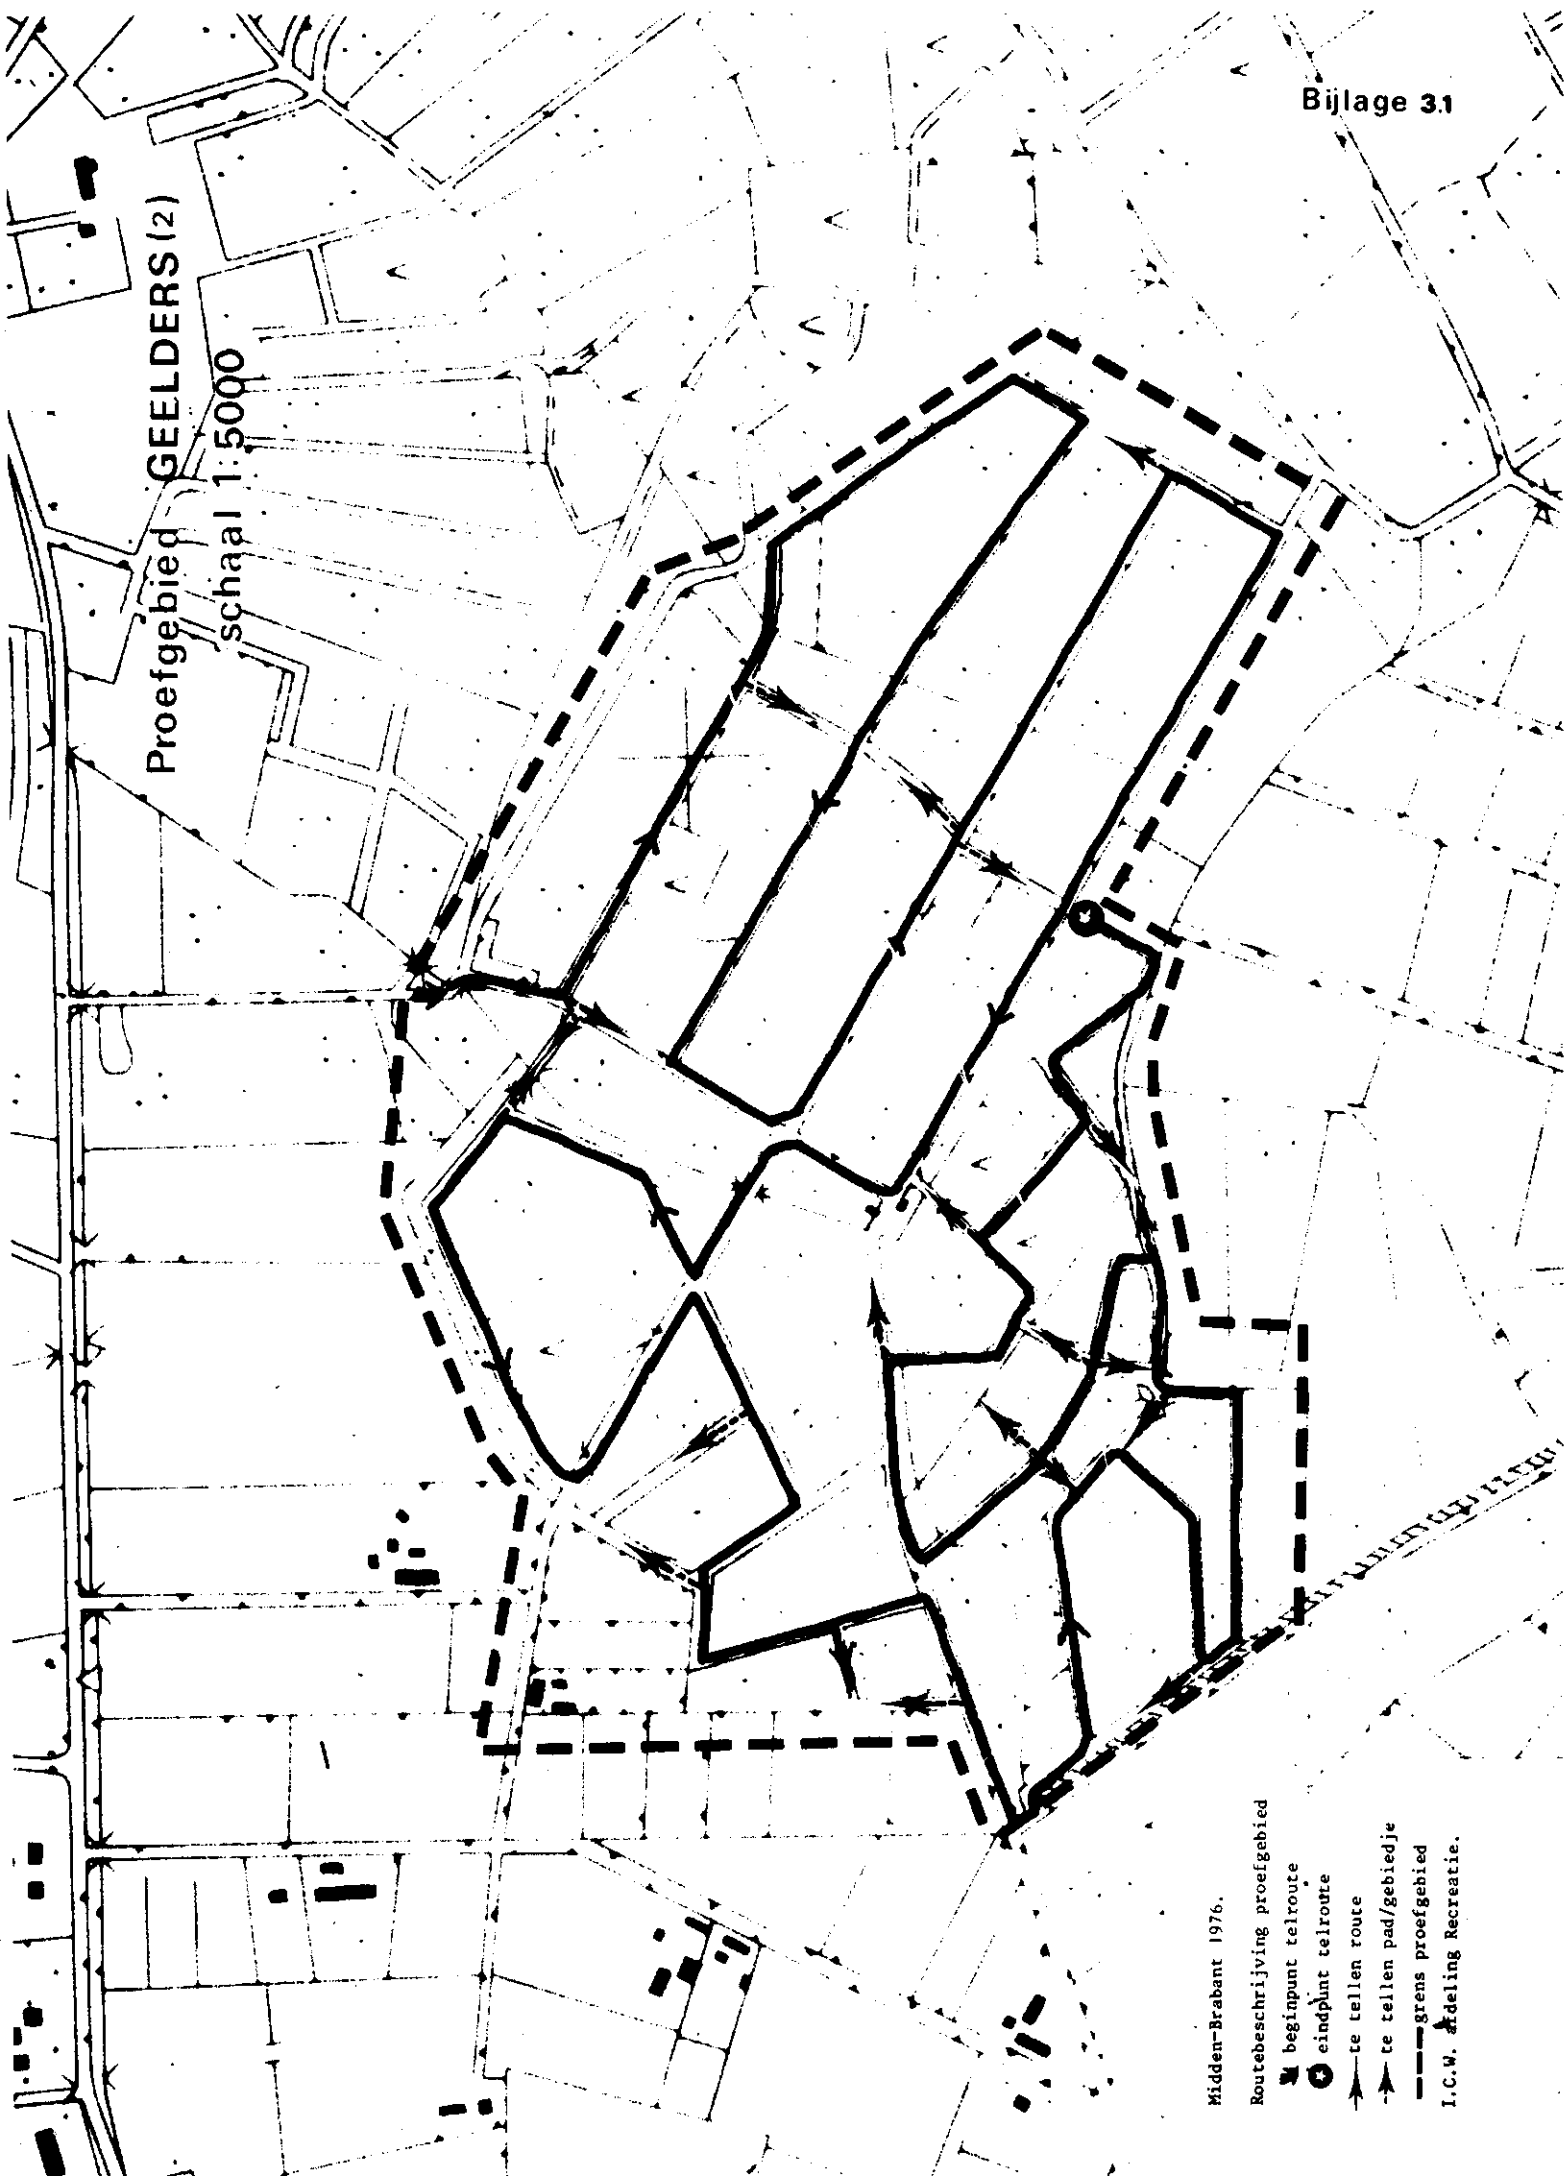 Bijlage 3.1
Proefgebied GEELDERS (2)
schaal 1:5000
Midden-Brabant 1976.
Routebeschrijving proefgebied
beginpunt telroute
eindpunt telroute
te tellen route
te tellen pad/gebiedje
grens proefgebied
I.C.W. afdeling Recreatie.